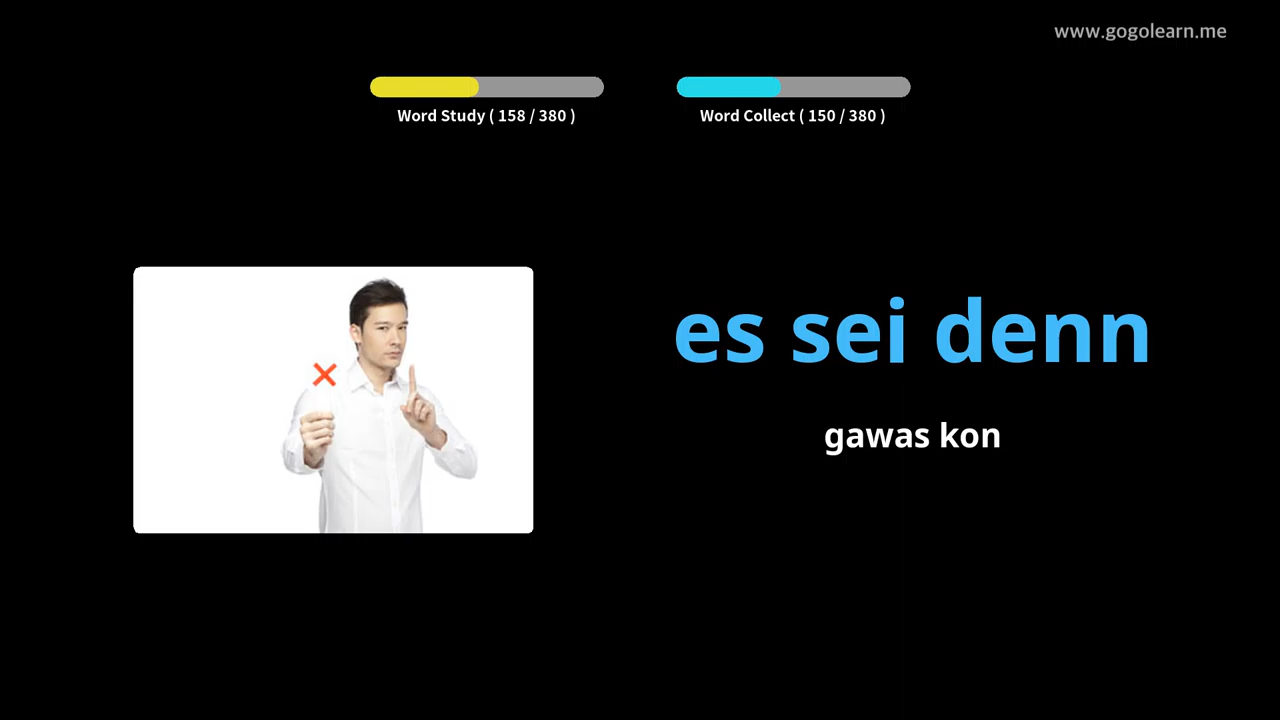 www.gogolearn.me
Word Study ( 158 / 380 )
Word Collect ( 150 / 380 )
es sei denn
gawas kon